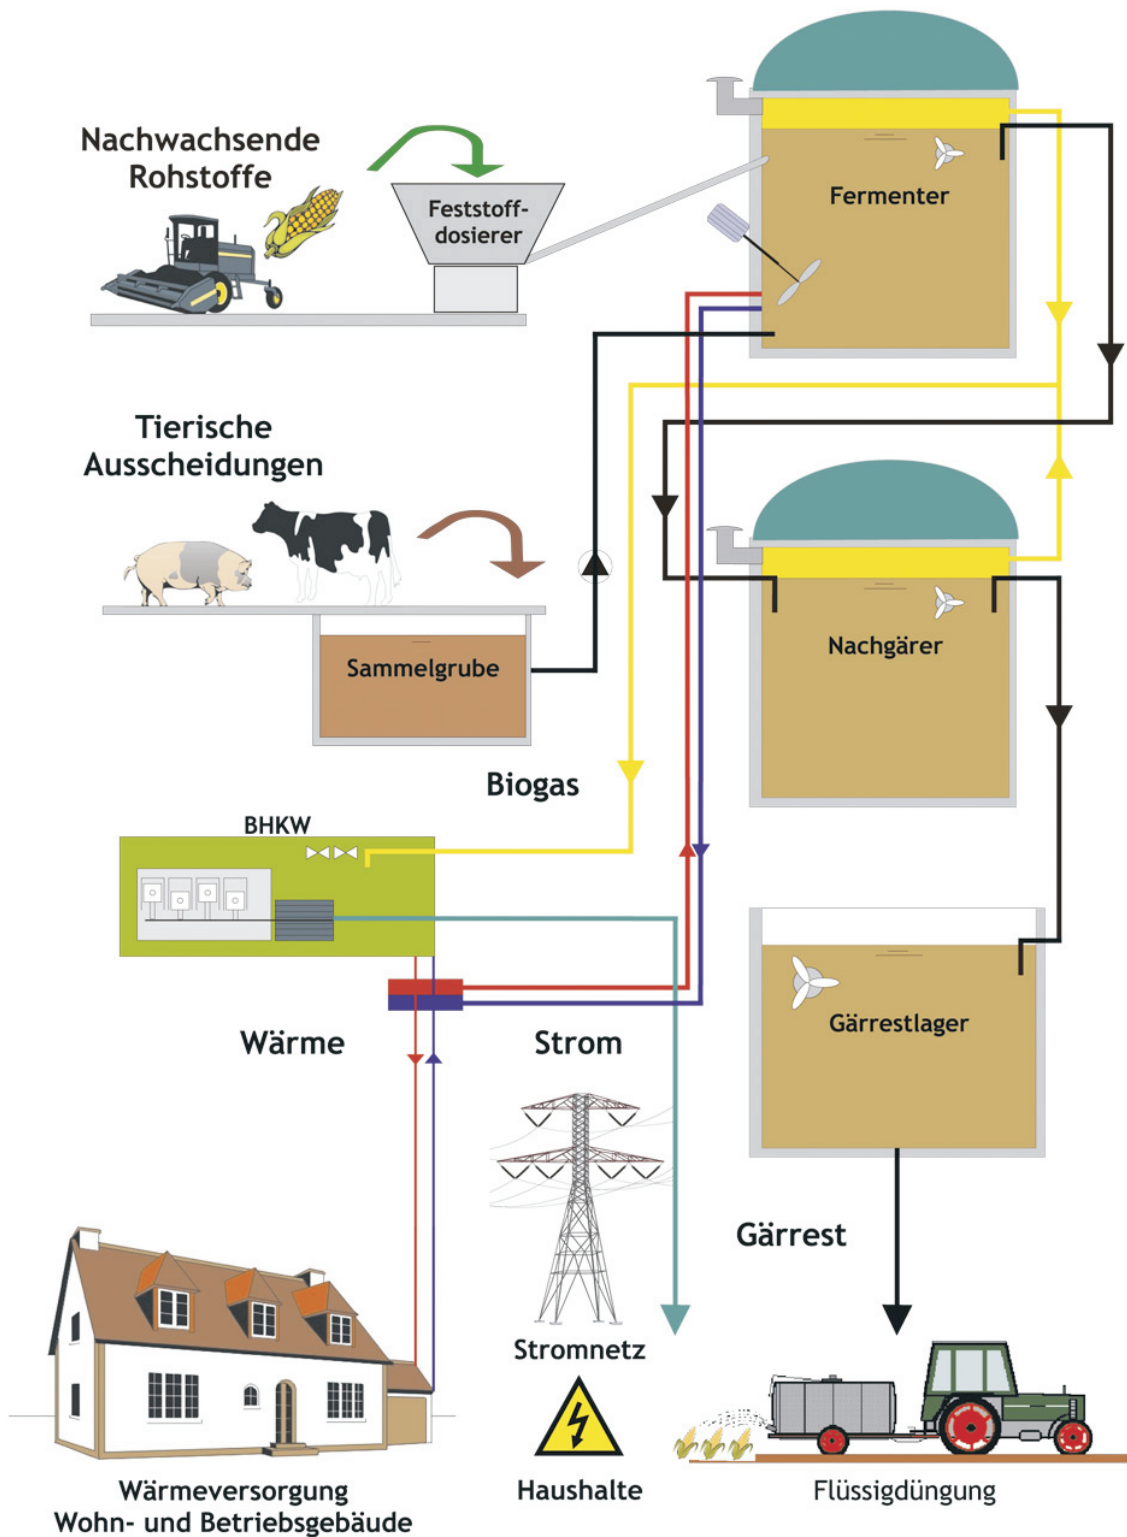 Nachwachsende
Rohstoffe
Feststoff-
dosierer
Fermenter
Tierische
Ausscheidungen
Sammelgrube
Nachgärer
Biogas
BHKW
Gärrestlager
Wärme
Strom
Gärrest
Stromnetz
Haushalte
Wärmeversorgung
Wohn- und Betriebsgebäude
Flüssigdüngung